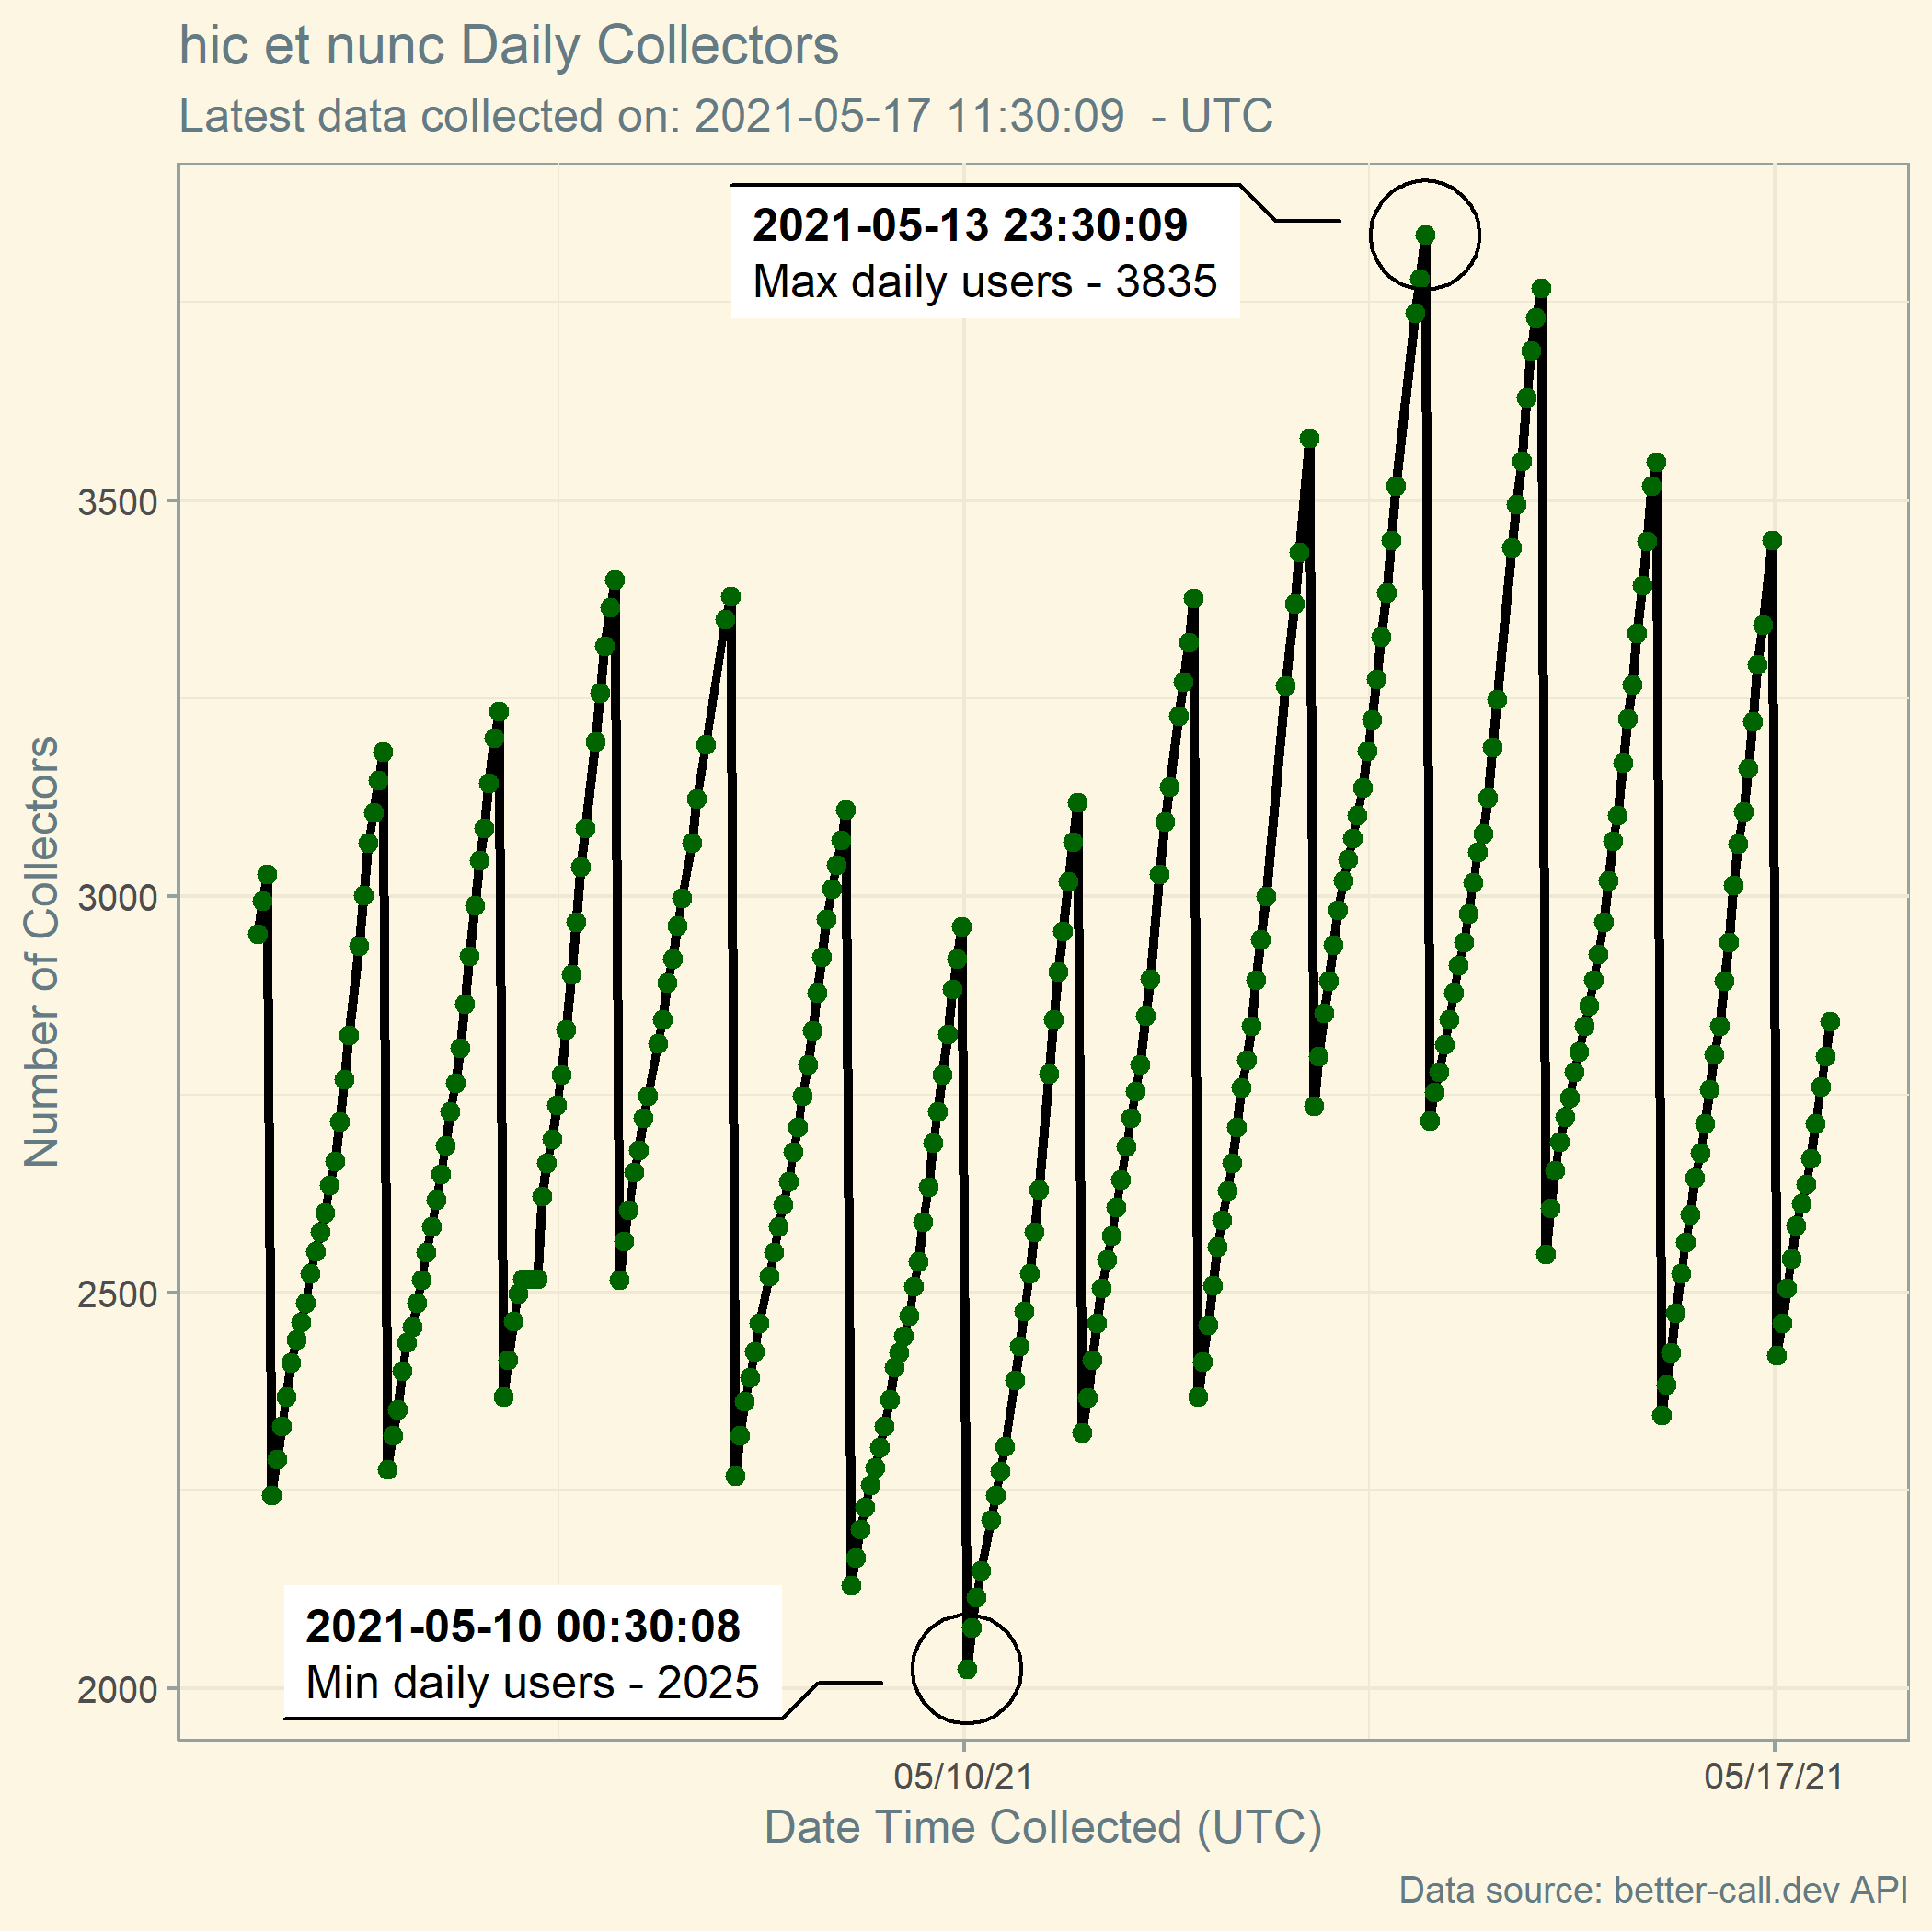 hic et nunc Daily Collectors
Latest data collected on: 2021-05-17 11:30:09  - UTC
2021-05-13 23:30:09
Max daily users - 3835
3500
3000
2500
2000
Number of Collectors
2021-05-10 00:30:08
Min daily users - 2025
05/10/21
05/17/21
Date Time Collected (UTC)
Data source: better-call.dev API